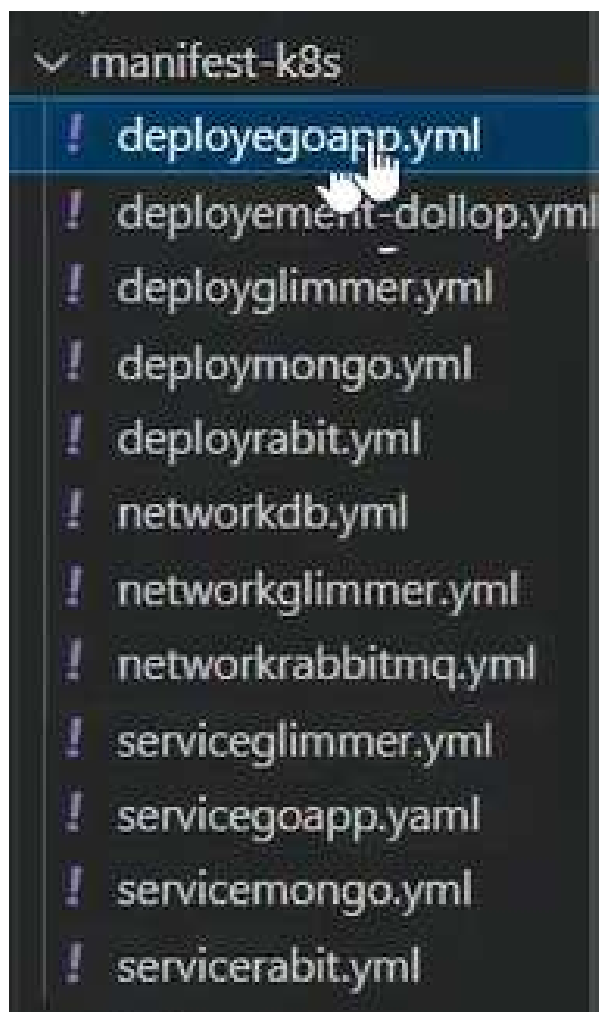 manifest-k8s
! deployegoapp.yml
! deployement-dollop.yml
! deployglimmer.yml
! deploymongo.yml
! deployrabit.yml
! networkdb.yml
! networkglimmer.yml
! networkrabbitmq.yml
! serviceglimmer.yml
! servicegoapp.yaml
! servicemongo.yml
! servicerabit.yml